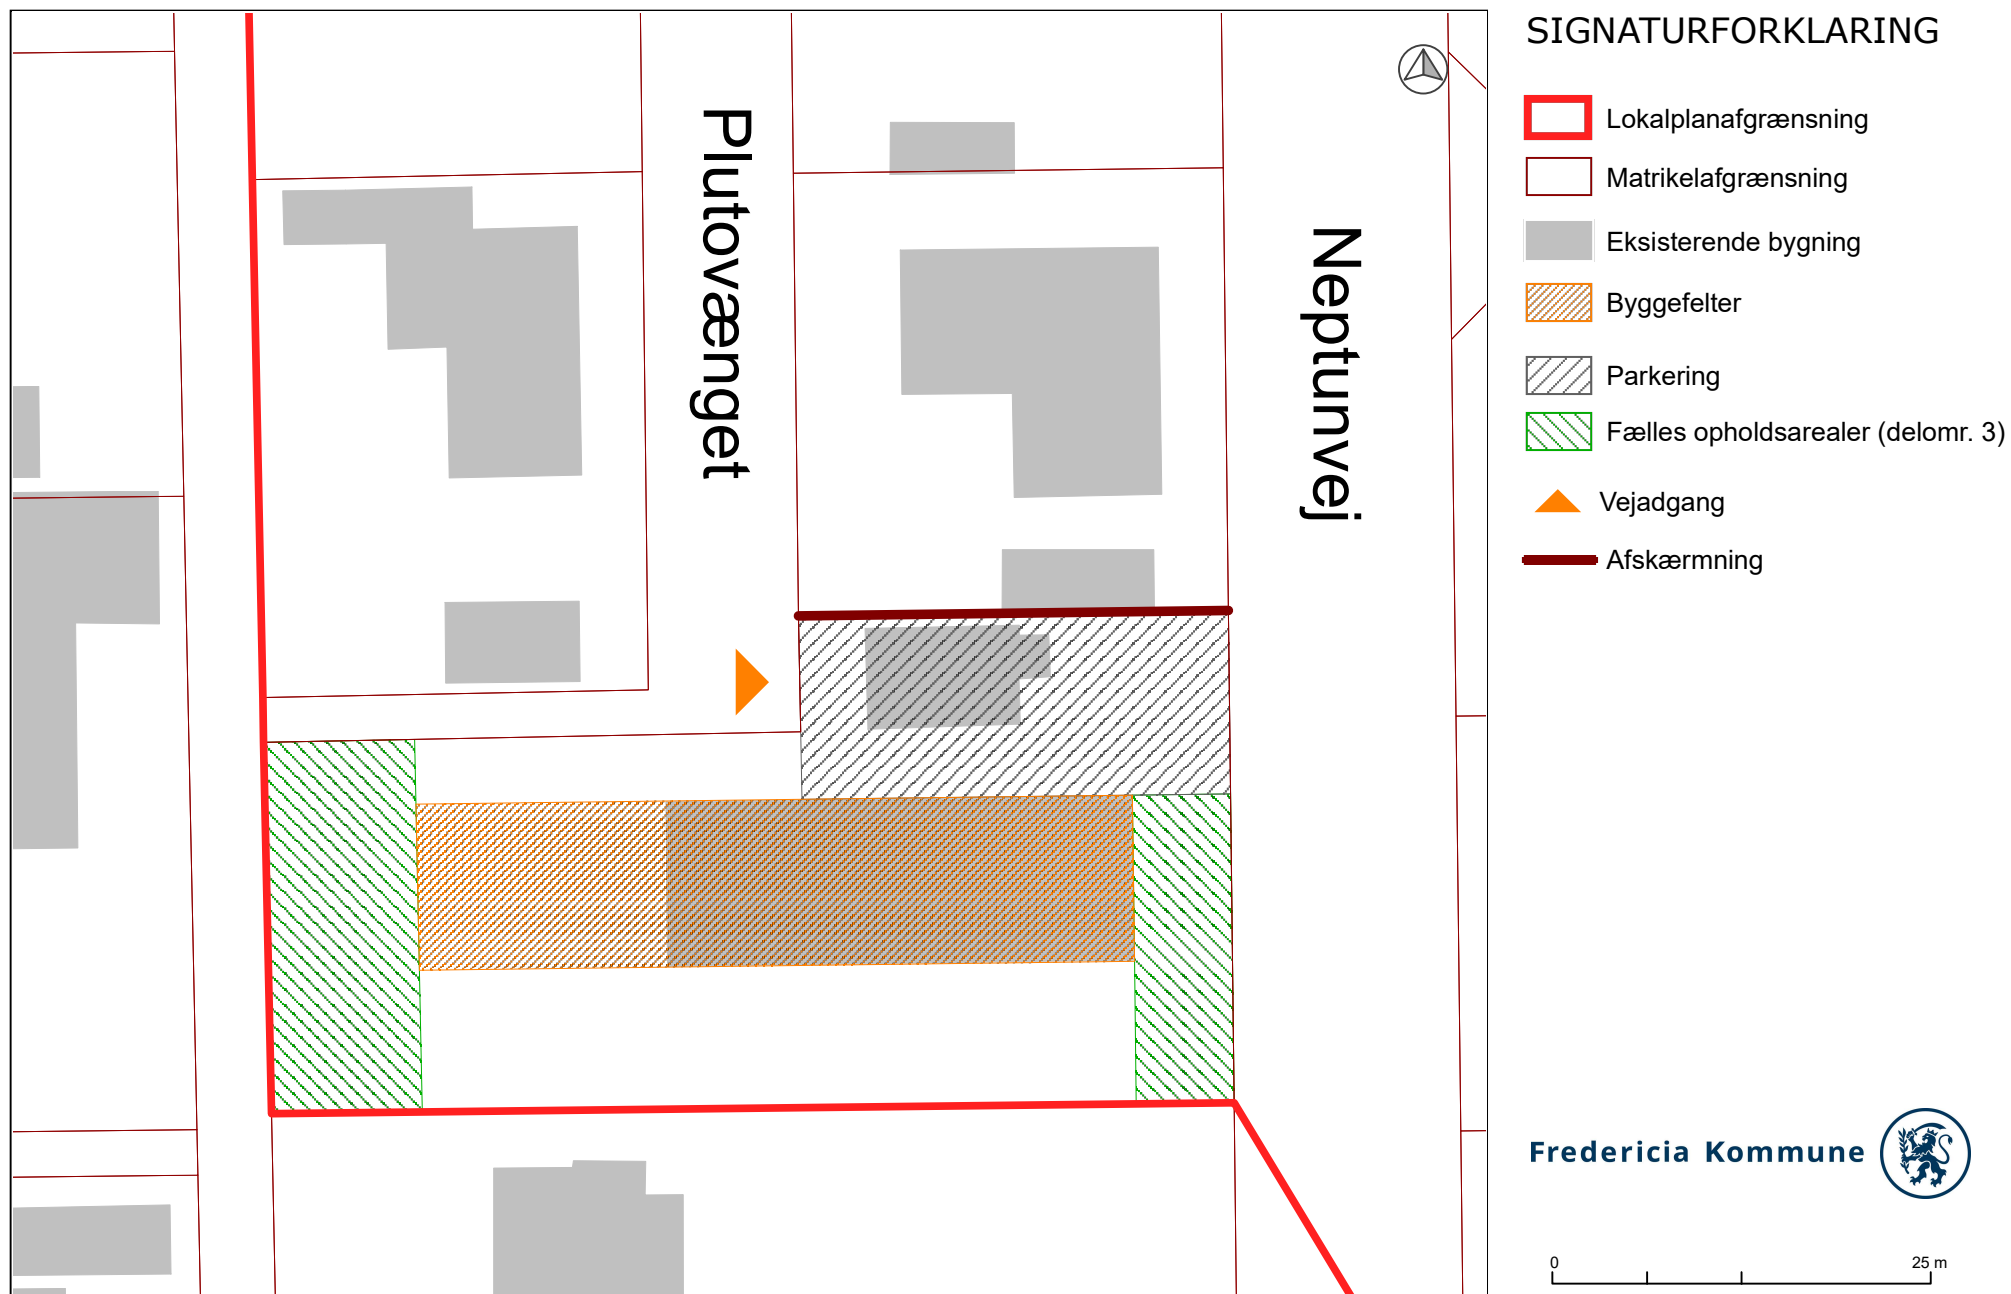 SIGNATURFORKLARING
Lokalplanafgrænsning
Matrikelafgrænsning
Eksisterende bygning
Byggefelter
Parkering
Fælles opholdsarealer (delomr. 3)
Vejadgang
Afskærmning
Plutovænget
Neptunvej
Fredericia Kommune
0 25 m